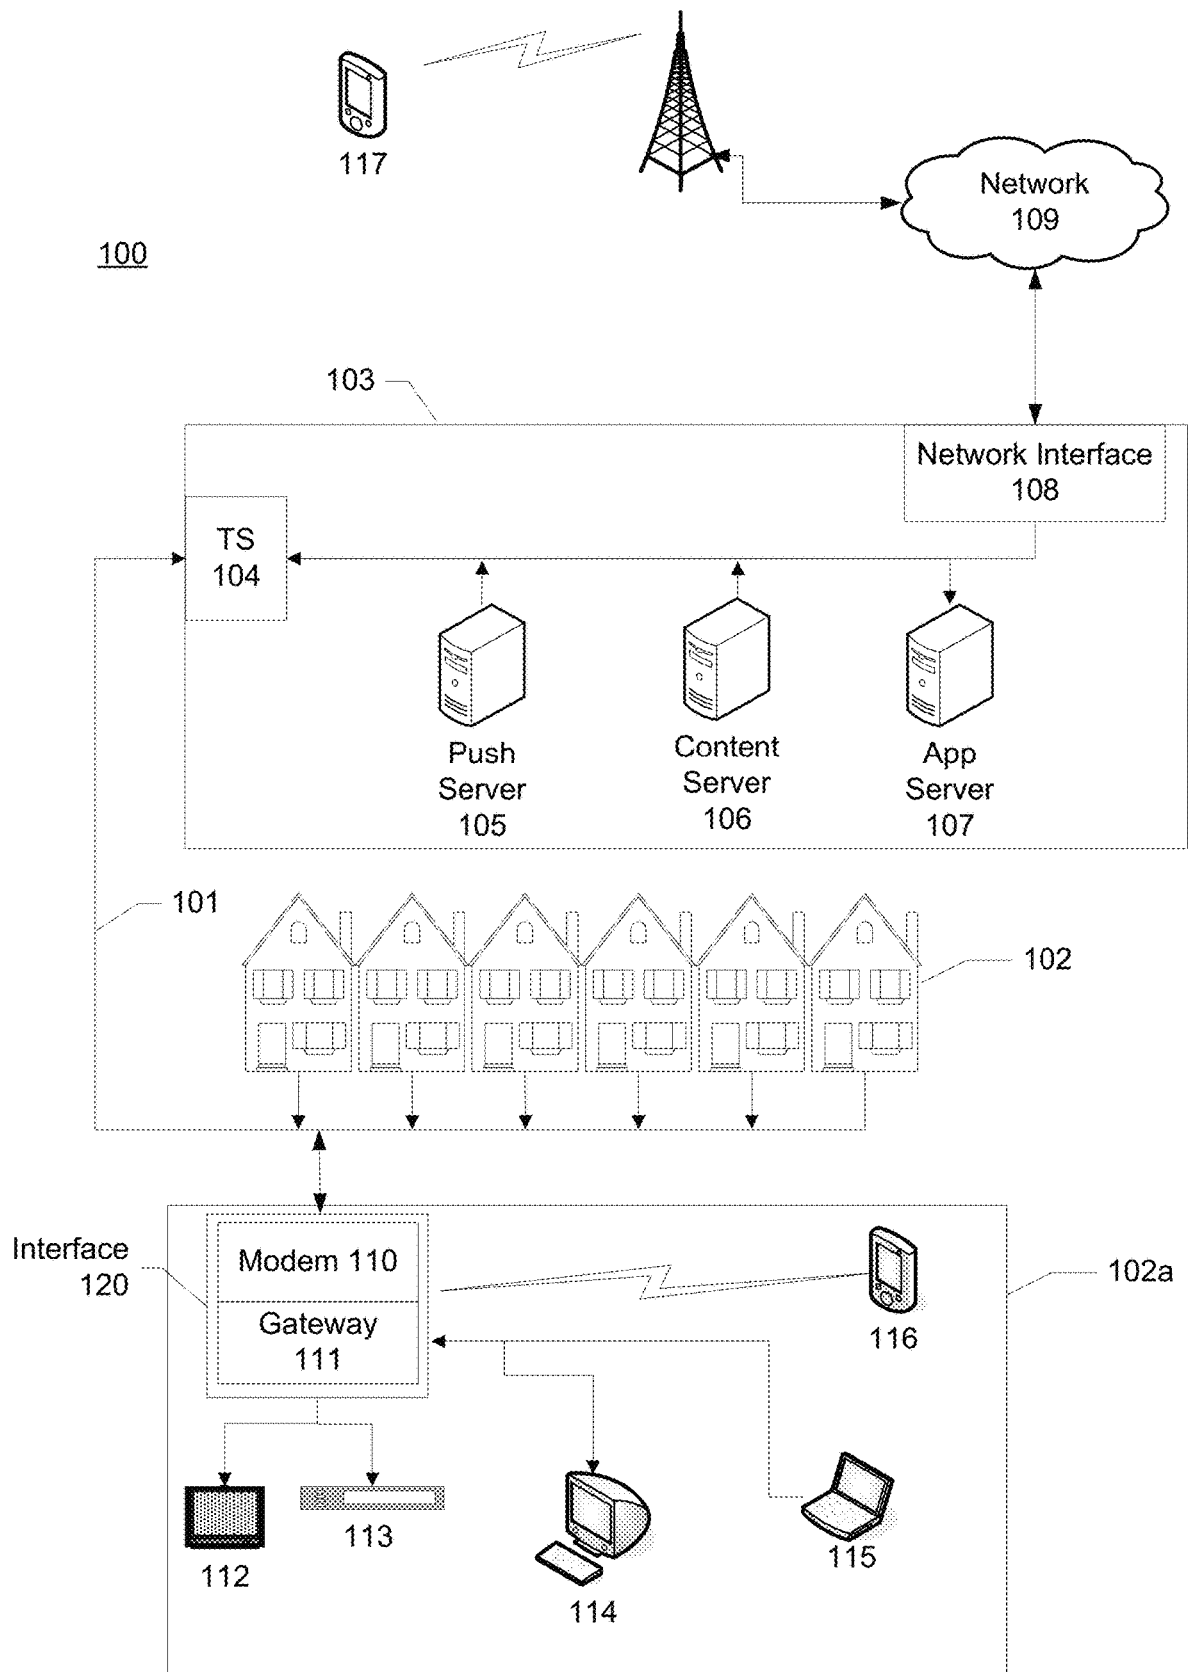 117
Network
109
100
103
Network Interface
108
TS
104
Push
Server
105
Content
Server
106
App
Server
107
101
102
Interface
120
Modem 110
Gateway
111
102a
116
112
113
114
115